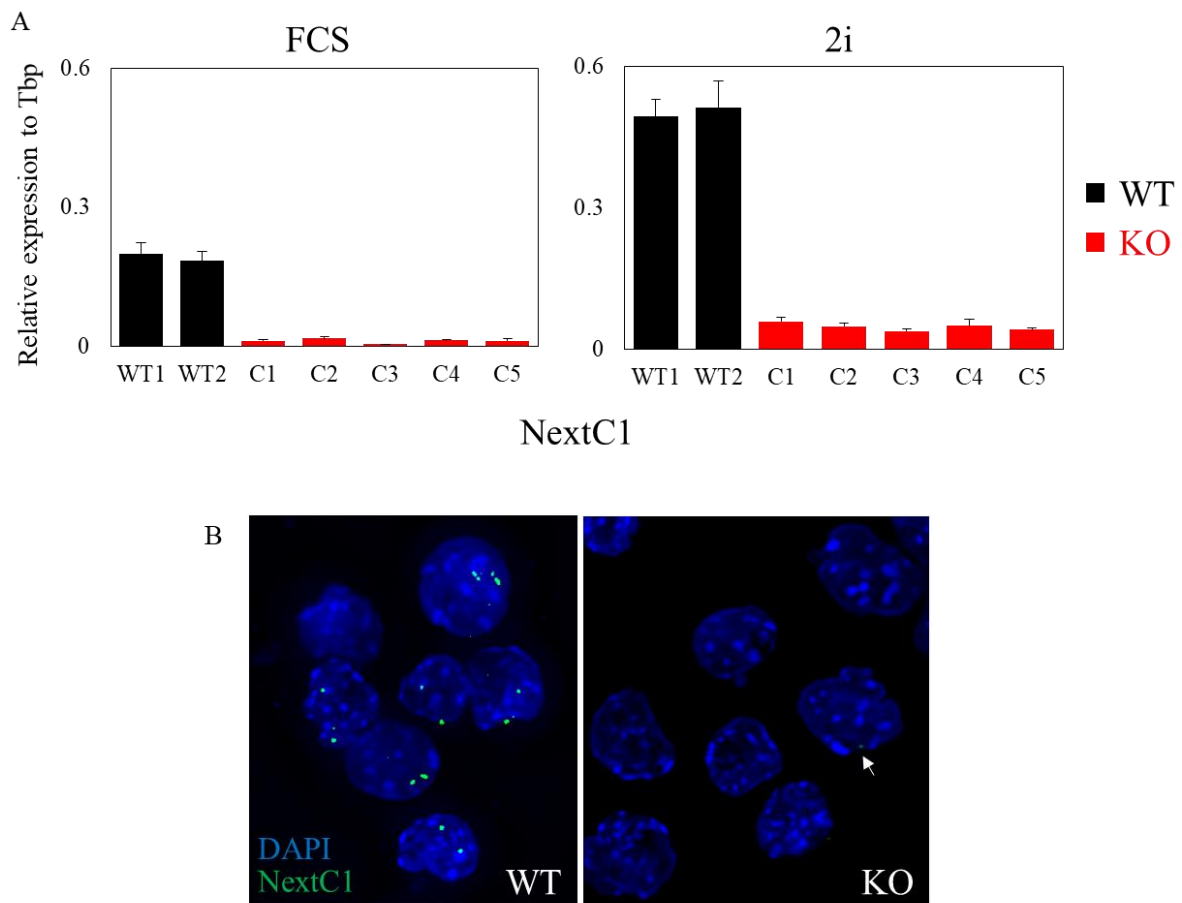 A
FCS
2i
Relative expression to Tbp
0.6
0.3
0
WT1 WT2 C1 C2 C3 C4 C5
0.6
0.3
0
WT1 WT2 C1 C2 C3 C4 C5
WT
KO
NextC1
B
DAPI
NextC1
WT
KO